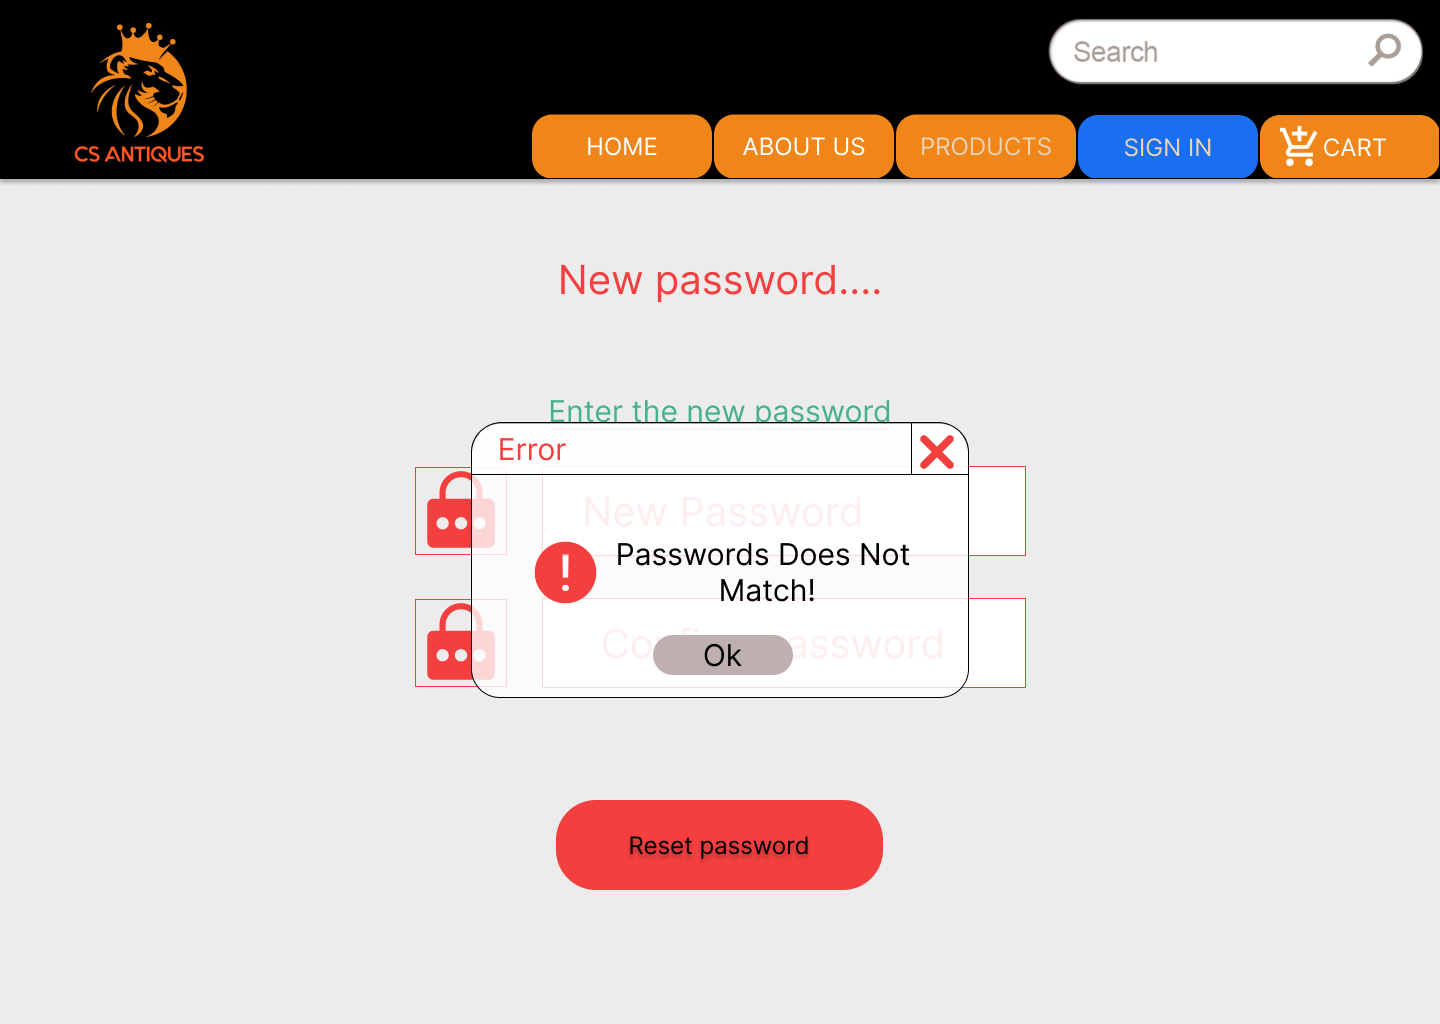 CS ANTIQUES
Search
HOME
ABOUT US
PRODUCTS
SIGN IN
CART
New password....
Enter the new password
Error
New Password
Passwords Does Not
Match!
Ok
Reset password